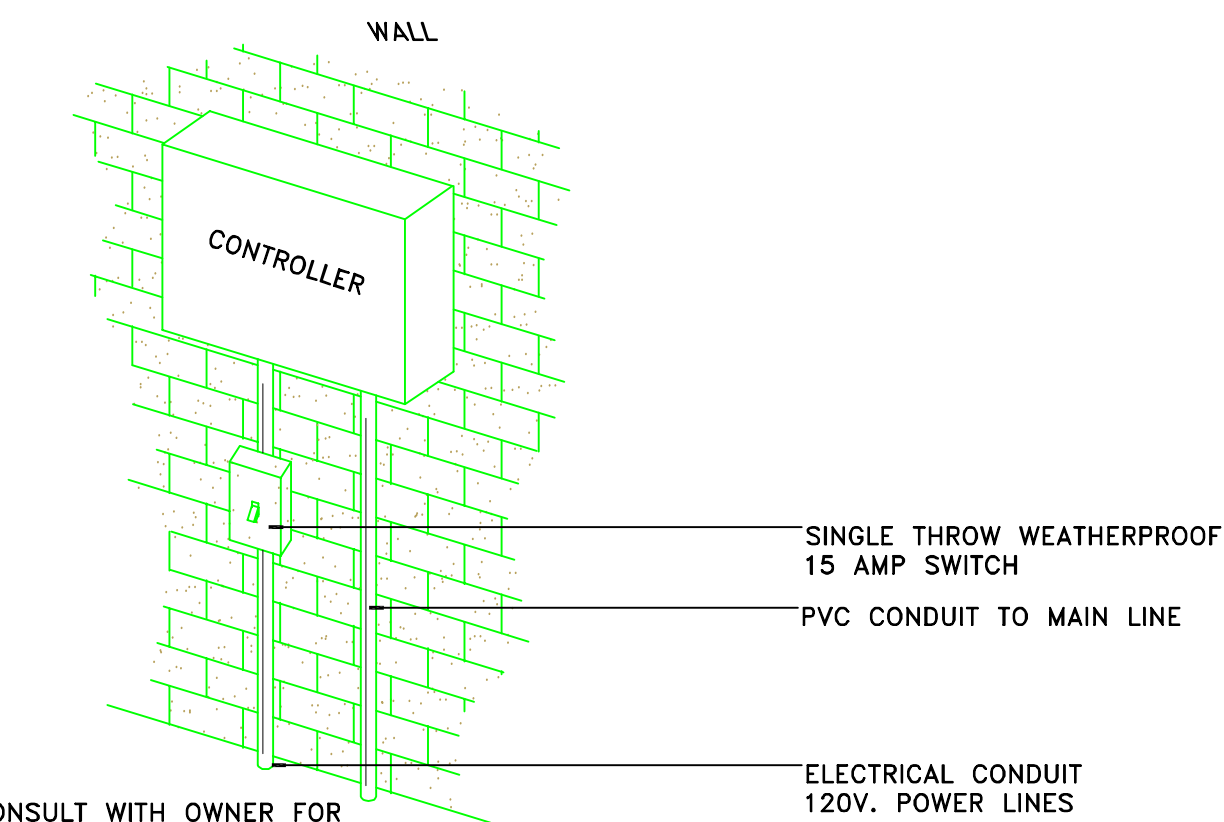 WALL
CONTROLLER
SINGLE THROW WEATHERPROOF
15 AMP SWITCH
PVC CONDUIT TO MAIN LINE
ELECTRICAL CONDUIT
120V. POWER LINES
ONSULT WITH OWNER FOR